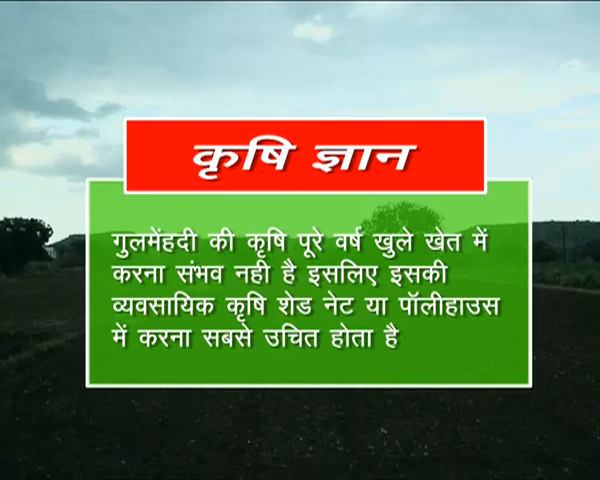 कृषि ज्ञान
गुलमेंहदी की कृषि पूरे वर्ष खुले खेत में
करना संभव नही है इसलिए इसकी
व्यवसायिक कृषि शेड नेट या पॉलीहाउस
में करना सबसे उचित होता है